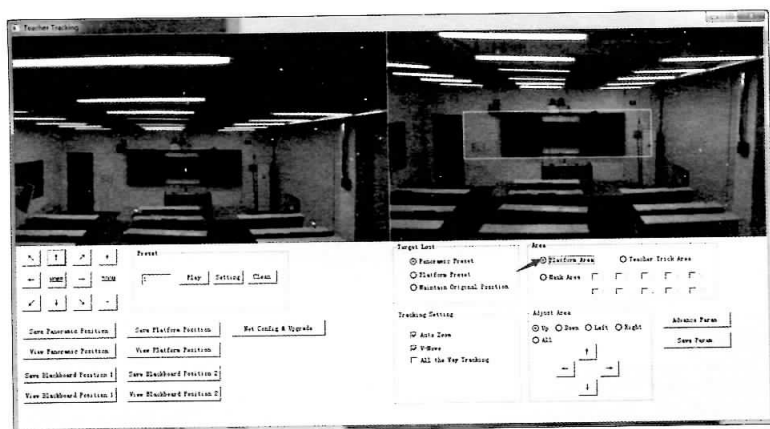 Teacher Tracking
HOME
ZOOM
Preset
1
Play
Setting
Clean
Save Panoramic Position
Save Platform Position
Net Config & Upgrade
View Panoramic Position
View Platform Position
Save Blackboard Position 1
Save Blackboard Position 2
View Blackboard Position 1
View Blackboard Position 2
Target Lost
Panoramic Preset
Platform Preset
Maintain Original Position
Area
Platform Area
Teacher Trick Area
Mask Area
Tracking Setting
Auto Zoom
V-Move
All the Way Tracking
Adjust Area
Up Down Left Right
All
Advance Param
Save Param